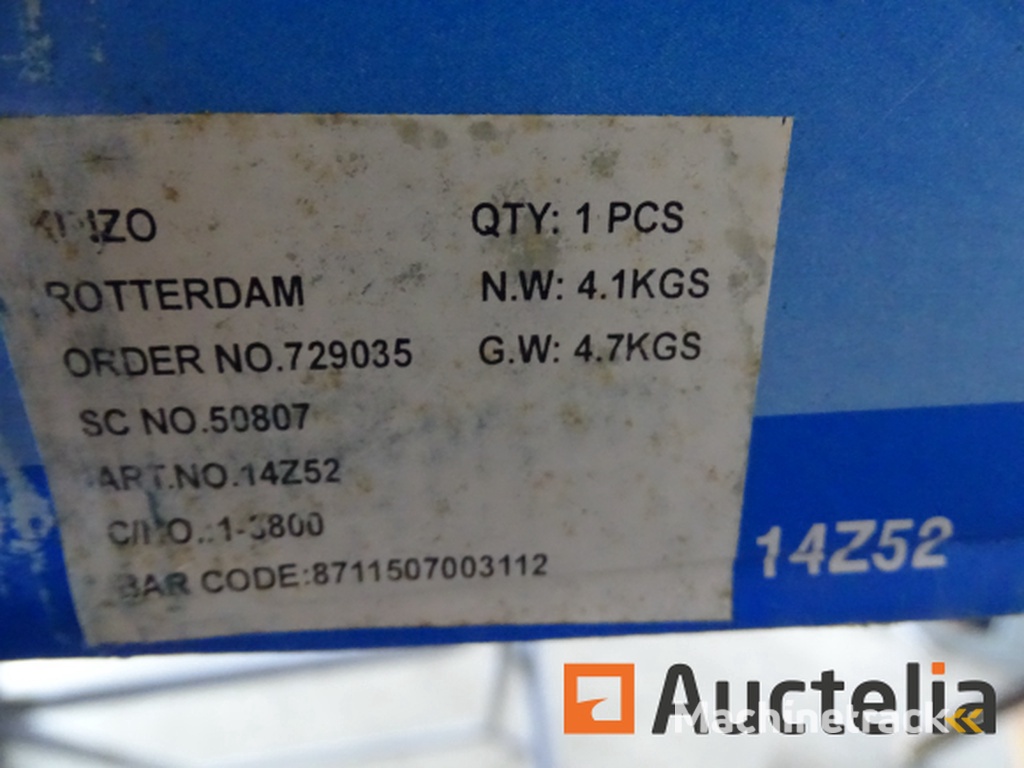 QTY: 1 PCS
ROTTERDAM
N.W: 4.1KGS
ORDER NO.729035
G.W: 4.7KGS
SC NO.50807
ART.NO.14Z52
BAR CODE:8711507003112
14Z52
Auctelia
Machinetrack